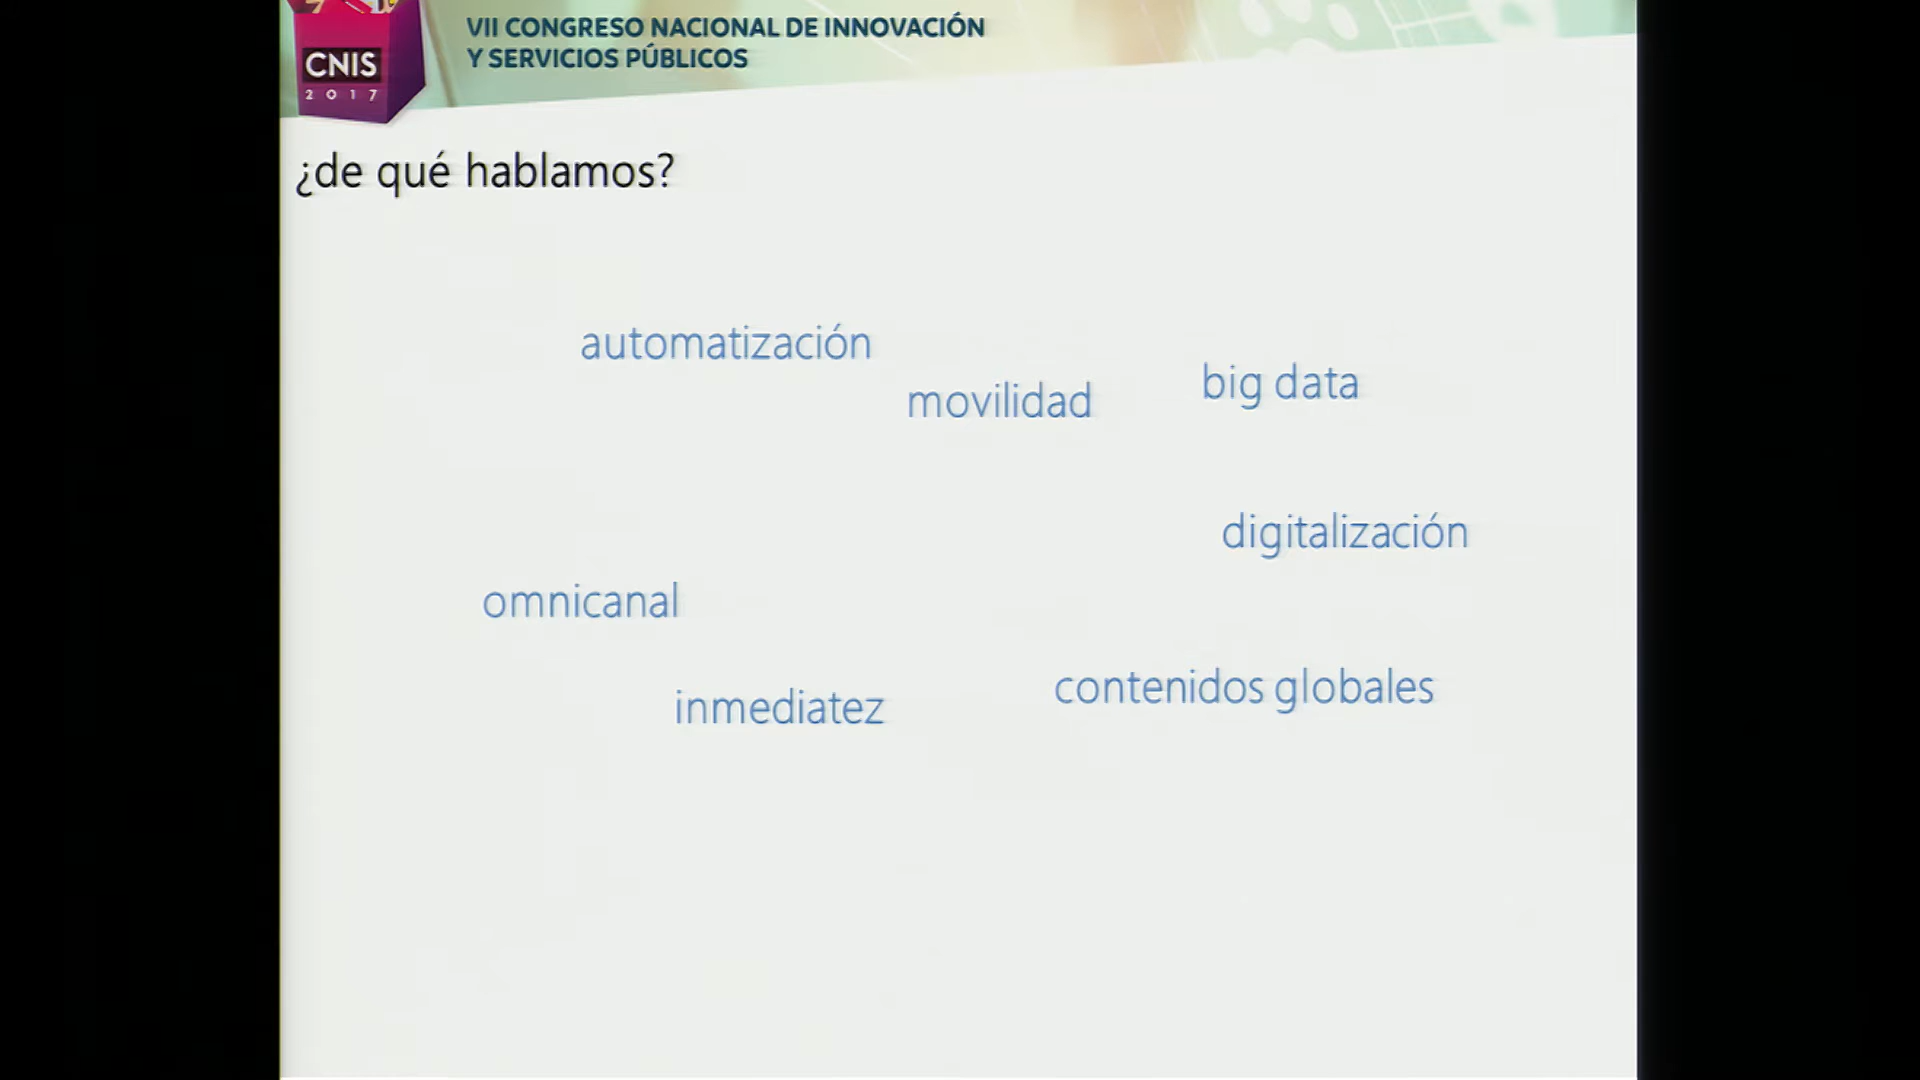 CNIS
2017
VII CONGRESO NACIONAL DE INNOVACIÓN
Y SERVICIOS PÚBLICOS
¿de qué hablamos?
automatización
movilidad
big data
digitalización
omnicanal
inmediatez
contenidos globales